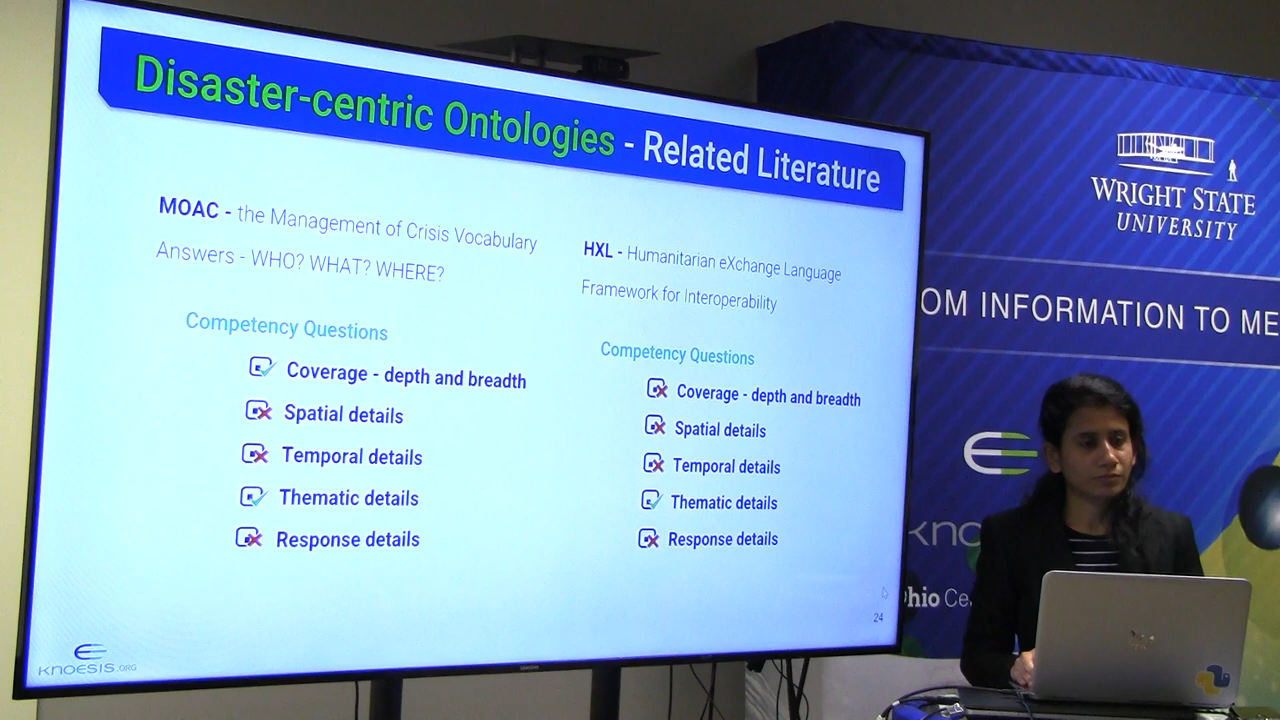 Disaster-centric Ontologies - Related Literature
MOAC - the Management of Crisis Vocabulary
Answers - WHO? WHAT? WHERE?
Competency Questions
Coverage - depth and breadth
Spatial details
Temporal details
Thematic details
Response details
HXL - Humanitarian eXchange Language
Framework for Interoperability
Competency Questions
Coverage - depth and breadth
Spatial details
Temporal details
Thematic details
Response details
24
KNOESIS.ORG
SAMSUNG
WRIGHT STATE
UNIVERSITY
OM INFORMATION TO ME
kno
hio Ce